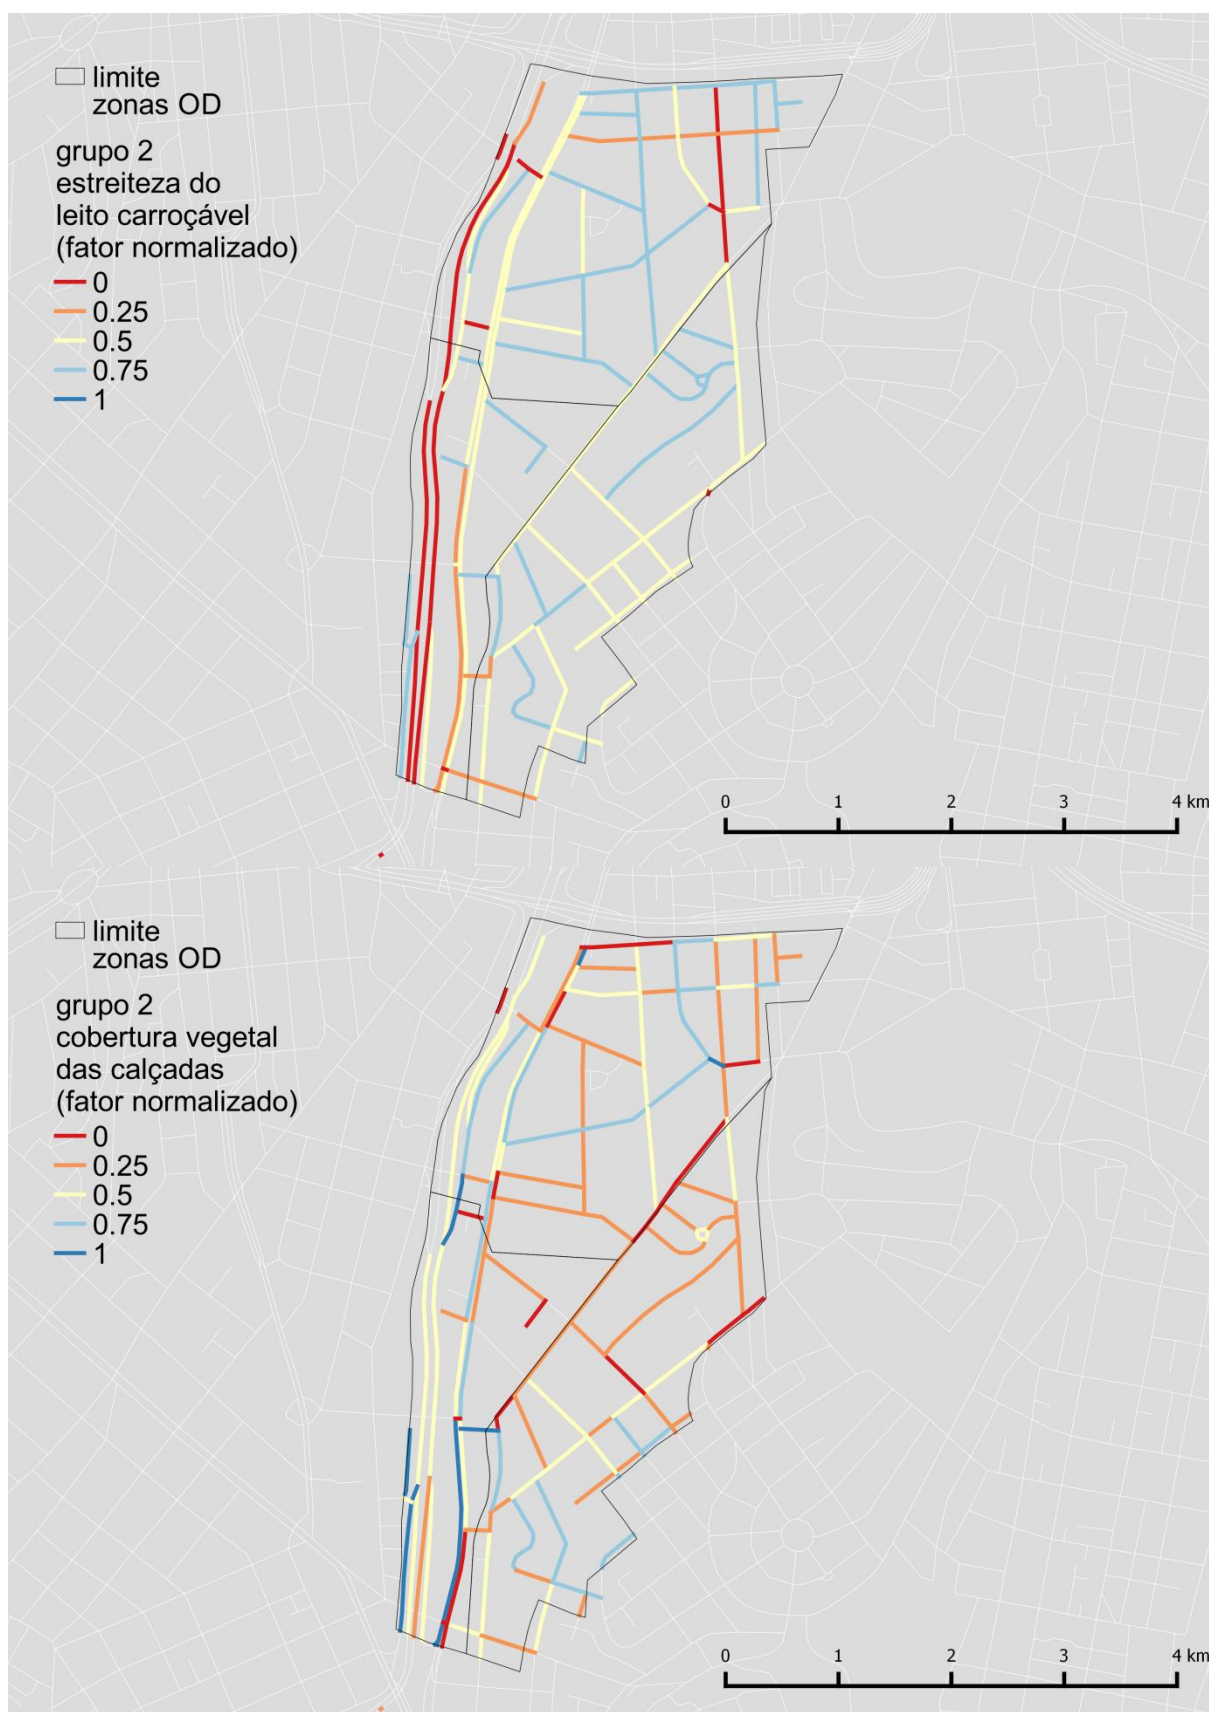 limite
zonas OD
grupo 2
estreiteza do
leito carroçável
(fator normalizado)
0
0.25
0.5
0.75
1
0 1 2 3 4 km
limite
zonas OD
grupo 2
cobertura vegetal
das calçadas
(fator normalizado)
0
0.25
0.5
0.75
1
0 1 2 3 4 km